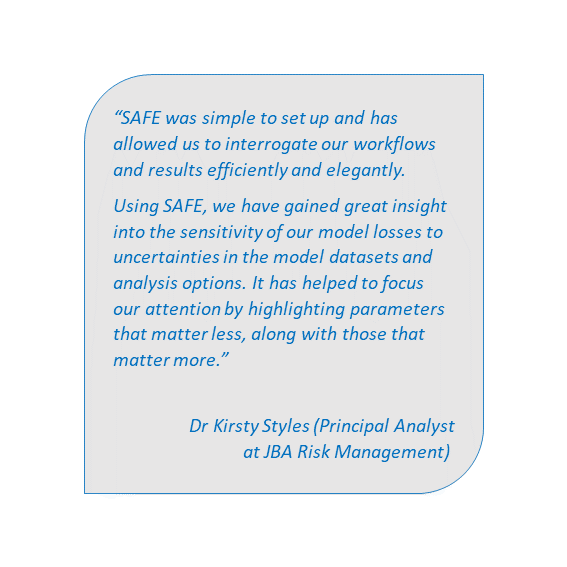 “SAFE was simple to set up and has
allowed us to interrogate our workflows
and results efficiently and elegantly.
Using SAFE, we have gained great insight
into the sensitivity of our model losses to
uncertainties in the model datasets and
analysis options. It has helped to focus
our attention by highlighting parameters
that matter less, along with those that
matter more.”
Dr Kirsty Styles (Principal Analyst
at JBA Risk Management)